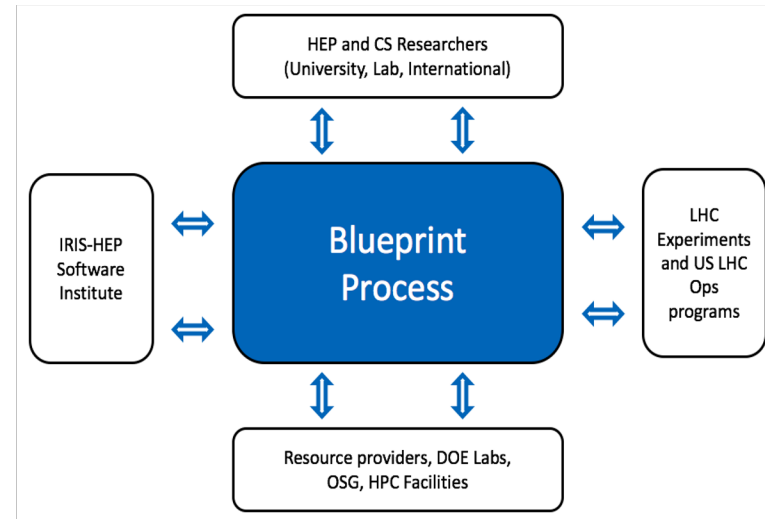 HEP and CS Researchers
(University, Lab, International)
IRIS-HEP
Software
Institute
Blueprint
Process
LHC
Experiments
and US LHC
Ops
programs
Resource providers, DOE Labs,
OSG, HPC Facilities